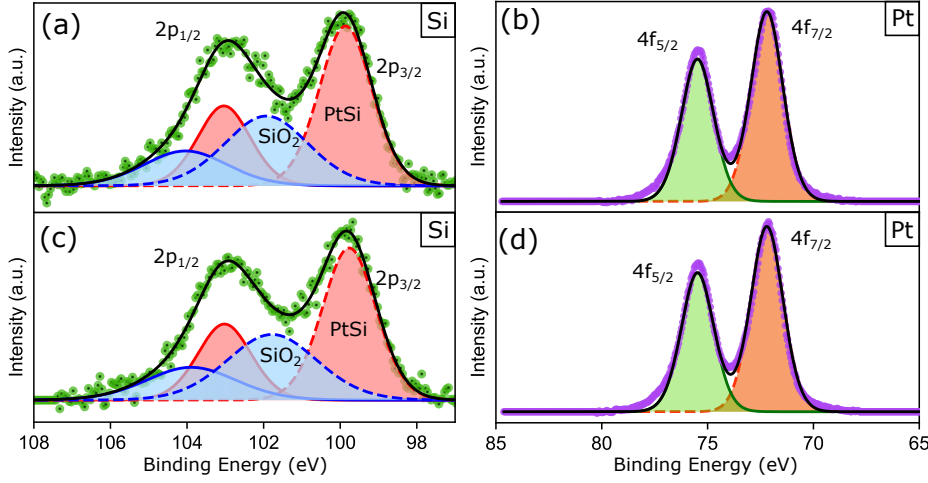 (a)
Si
2p1/2
2p3/2
PtSi
SiO2
Intensity (a.u.)
(b)
Pt
4f5/2
4f7/2
Intensity (a.u.)
(c)
Si
2p1/2
2p3/2
PtSi
SiO2
Intensity (a.u.)
108 106 104 102 100 98
Binding Energy (eV)
(d)
Pt
4f5/2
4f7/2
Intensity (a.u.)
85 80 75 70 65
Binding Energy (eV)